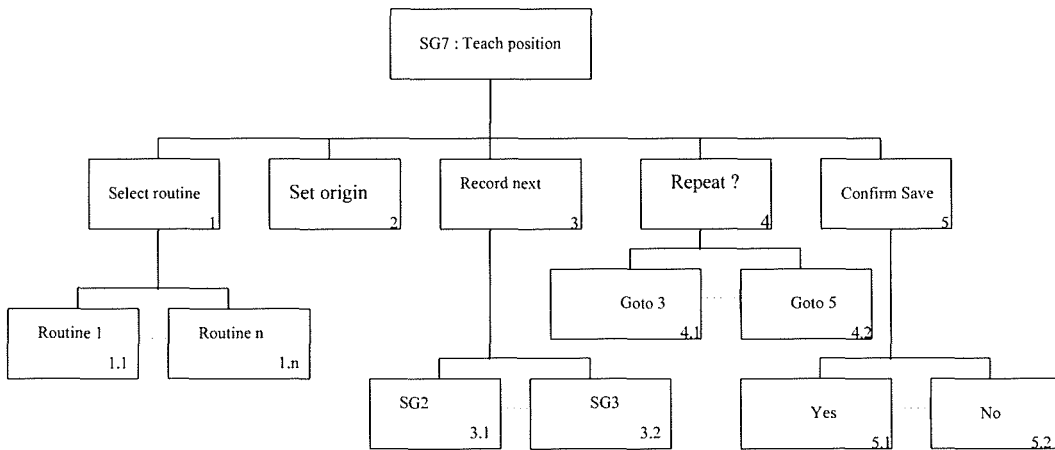 SG7 : Teach position
Select routine
1
Set origin
2
Record next
3
Repeat ?
4
Confirm Save
5
Routine 1
1.1
Routine n
1.n
Goto 3
4.1
Goto 5
4.2
SG2
3.1
SG3
3.2
Yes
5.1
No
5.2